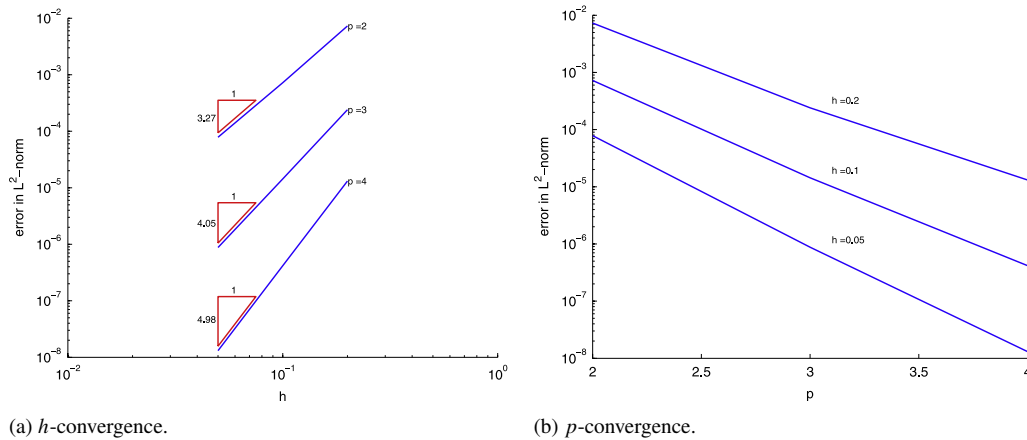 10^-2
10^-3
10^-4
10^-5
10^-6
10^-7
10^-8
error in L^2-norm
p =2
p =3
p =4
1
3.27
1
4.05
1
4.98
10^-2
10^-1
10^0
h
(a) h-convergence.
10^-2
10^-3
10^-4
10^-5
10^-6
10^-7
10^-8
error in L^2-norm
h =0.2
h =0.1
h =0.05
2
2.5
3
3.5
4
p
(b) p-convergence.